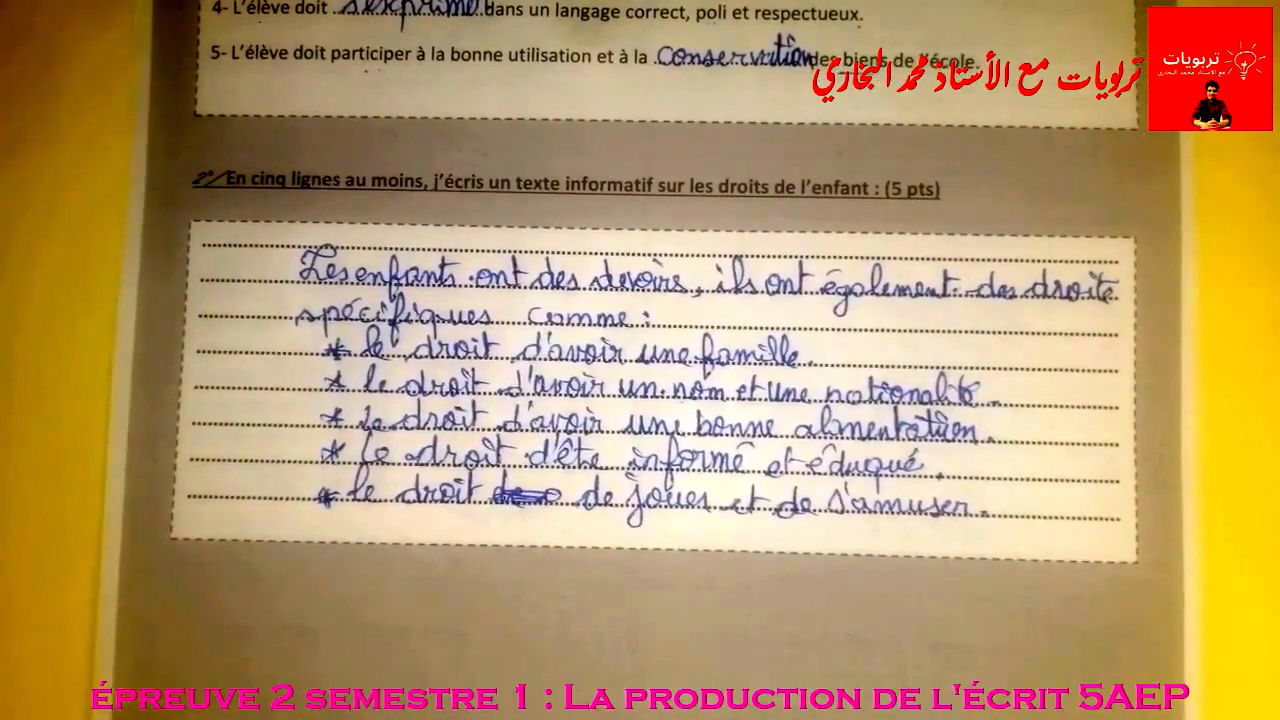 4- L'élève doit s'exprimer dans un langage correct, poli et respectueux.
5- L'élève doit participer à la bonne utilisation et à la conservation des biens de l'école.
تربويات مع الأستاذ محمد البخاري
تربويات
مع الاستاذ محمد البخاري
2°/ En cinq lignes au moins, j'écris un texte informatif sur les droits de l'enfant : (5 pts)
Les enfants ont des devoirs, ils ont également des droits
spécifiques comme :
* le droit d'avoir une famille.
* le droit d'avoir un nom et une nationalité.
* le droit d'avoir une bonne alimentation.
* le droit d'être informé et éduqué.
* le droit de jouer et de s'amuser.
épreuve 2 semestre 1 : La production de l'écrit 5AEP